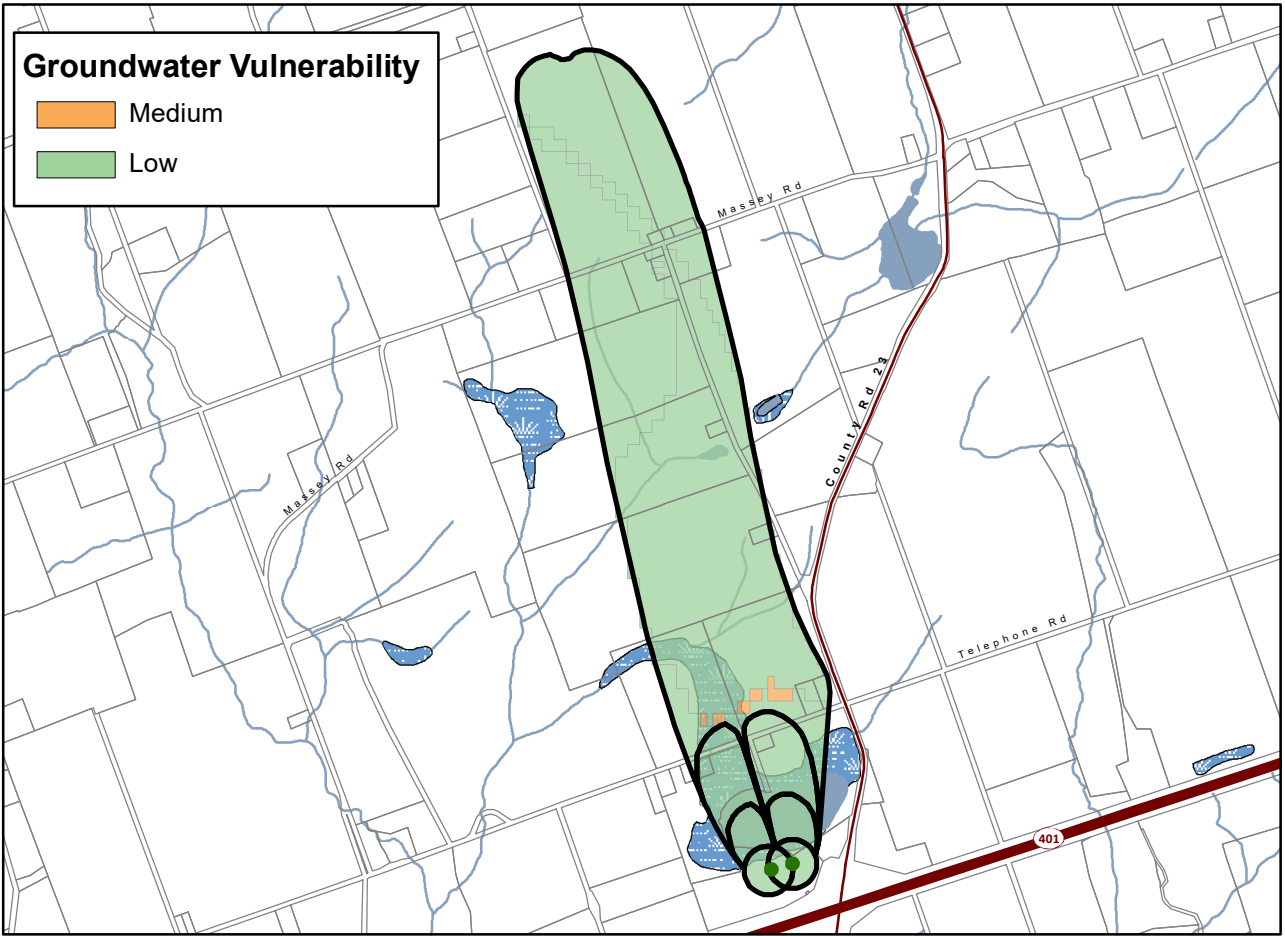 Groundwater Vulnerability
Medium
Low
Massey Rd
County Rd 23
Massey Rd
Telephone Rd
401